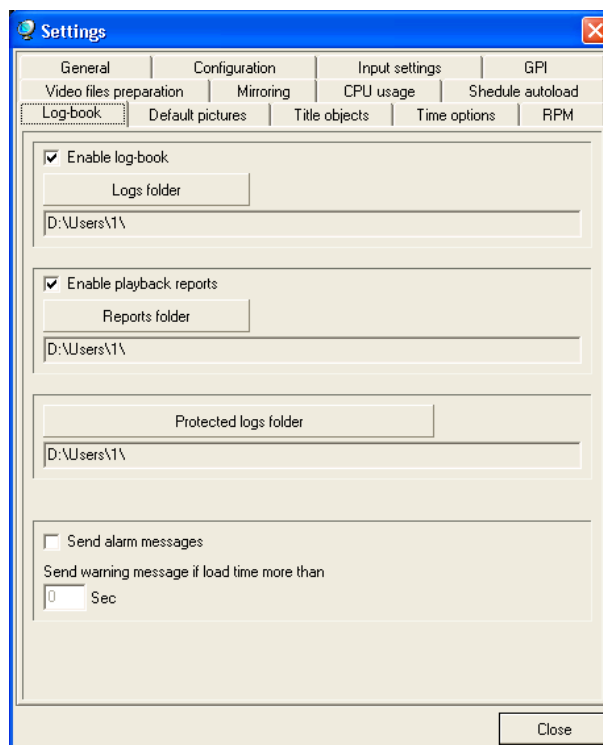 Settings
General Configuration Input settings GPI
Video files preparation Mirroring CPU usage Shedule autoload
Log-book Default pictures Title objects Time options RPM
Enable log-book
Logs folder
D:\Users\1\
Enable playback reports
Reports folder
D:\Users\1\
Protected logs folder
D:\Users\1\
Send alarm messages
Send warning message if load time more than
0 Sec
Close